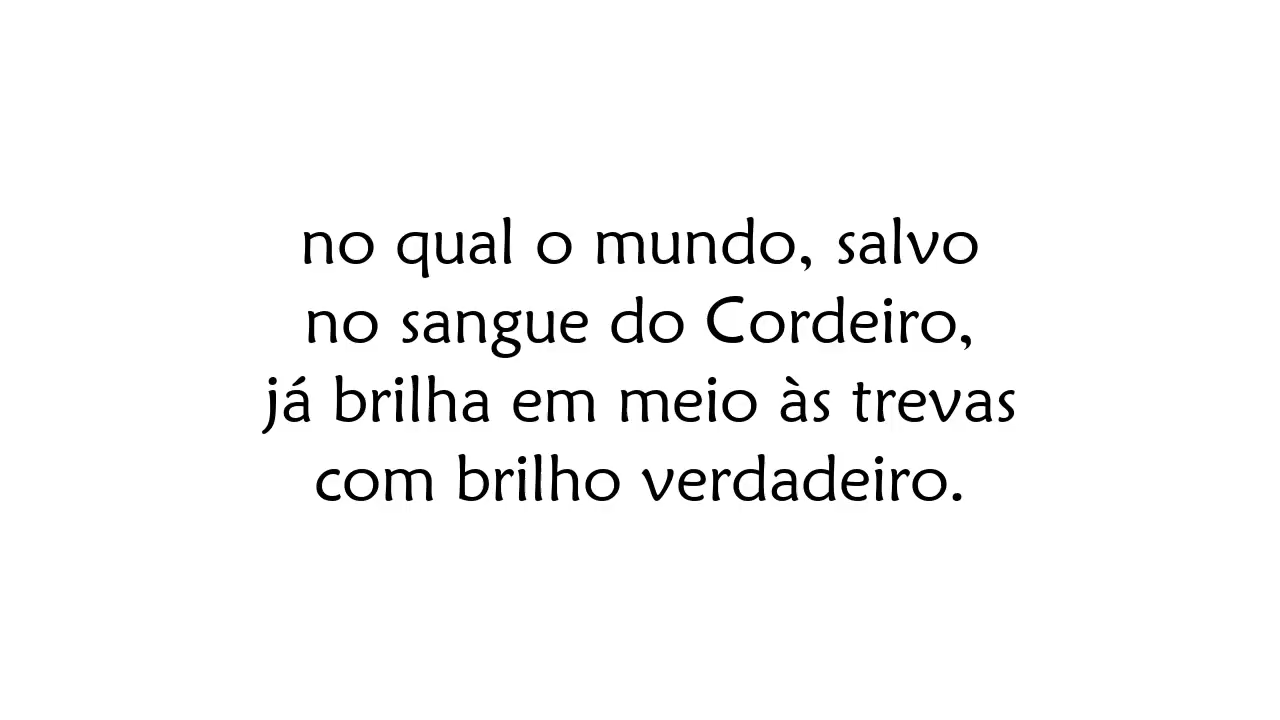 no qual o mundo, salvo
no sangue do Cordeiro,
já brilha em meio às trevas
com brilho verdadeiro.